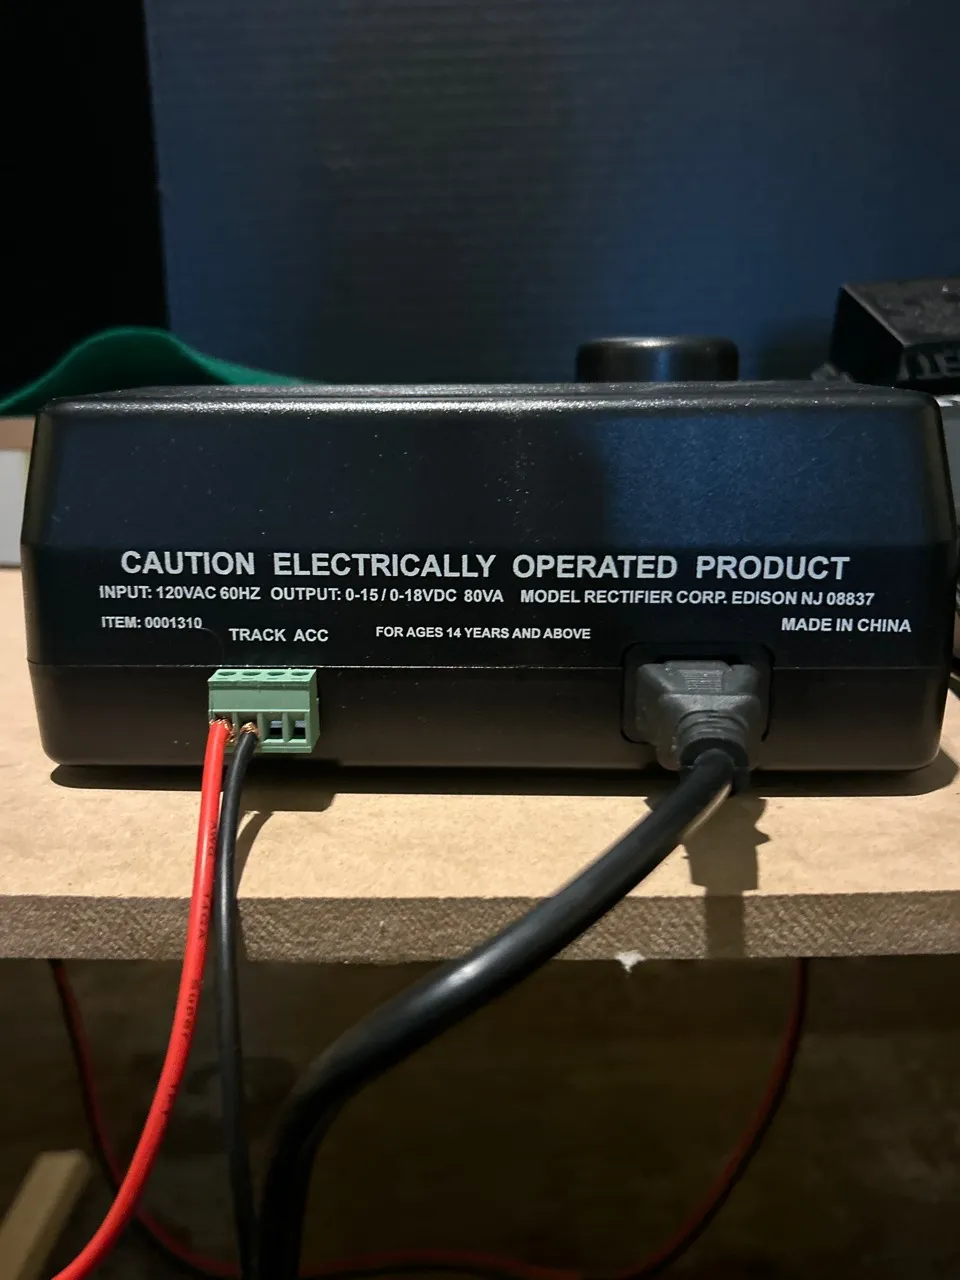 CAUTION ELECTRICALLY OPERATED PRODUCT
INPUT: 120VAC 60HZ OUTPUT: 0-15 / 0-18VDC 80VA MODEL RECTIFIER CORP. EDISON NJ 08837
ITEM: 0001310 TRACK ACC FOR AGES 14 YEARS AND ABOVE MADE IN CHINA